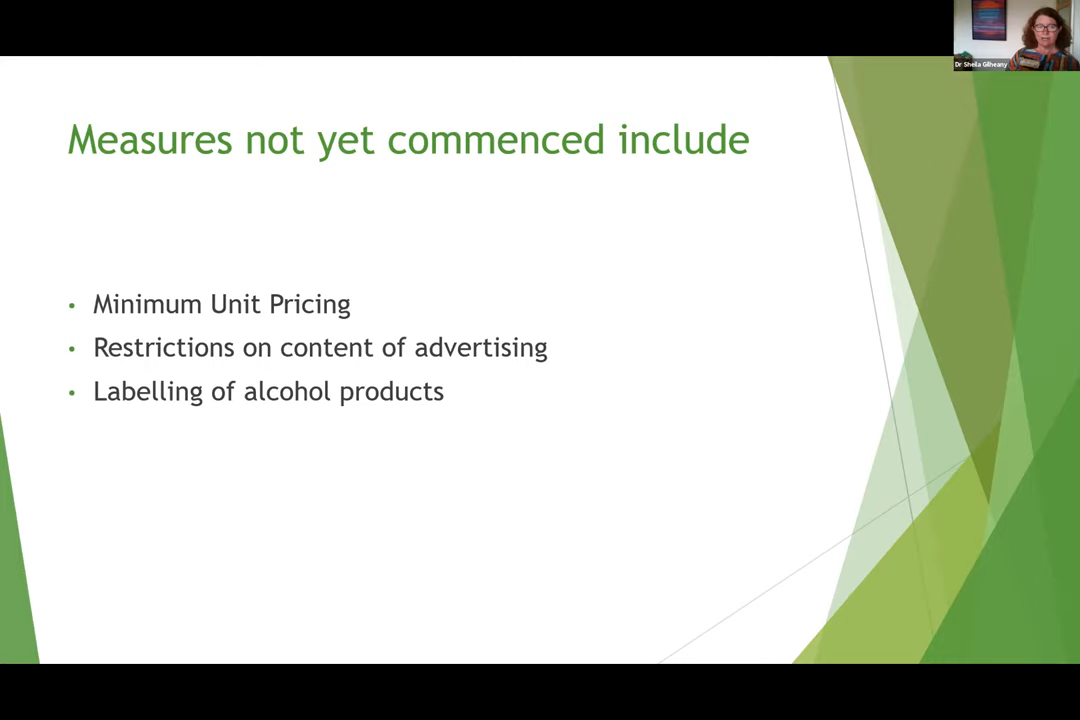 Dr Sheila Gilheany
Measures not yet commenced include
• Minimum Unit Pricing
• Restrictions on content of advertising
• Labelling of alcohol products